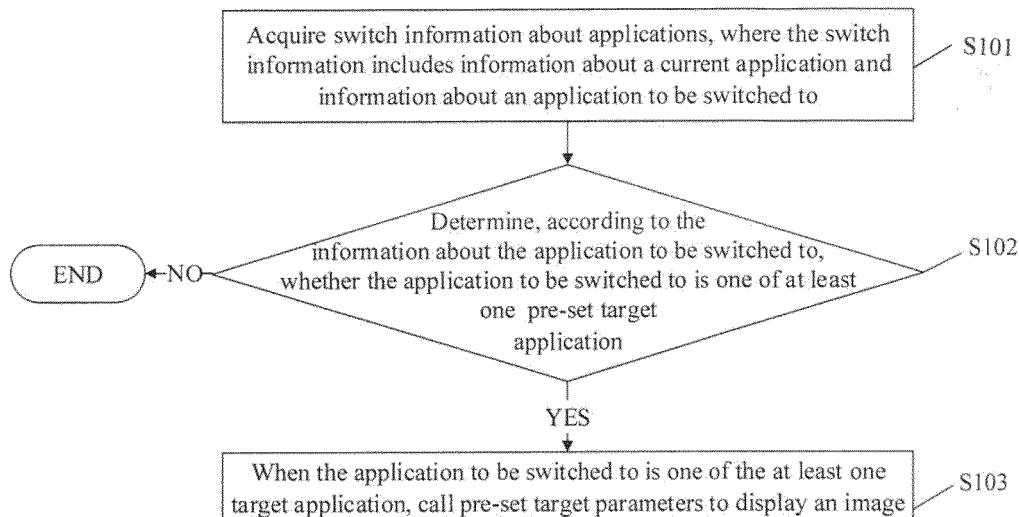 Acquire switch information about applications, where the switch
information includes information about a current application and
information about an application to be switched to
S101
Determine, according to the
information about the application to be switched to,
whether the application to be switched to is one of at least
one pre-set target
application
S102
END
NO
YES
When the application to be switched to is one of the at least one
target application, call pre-set target parameters to display an image
S103